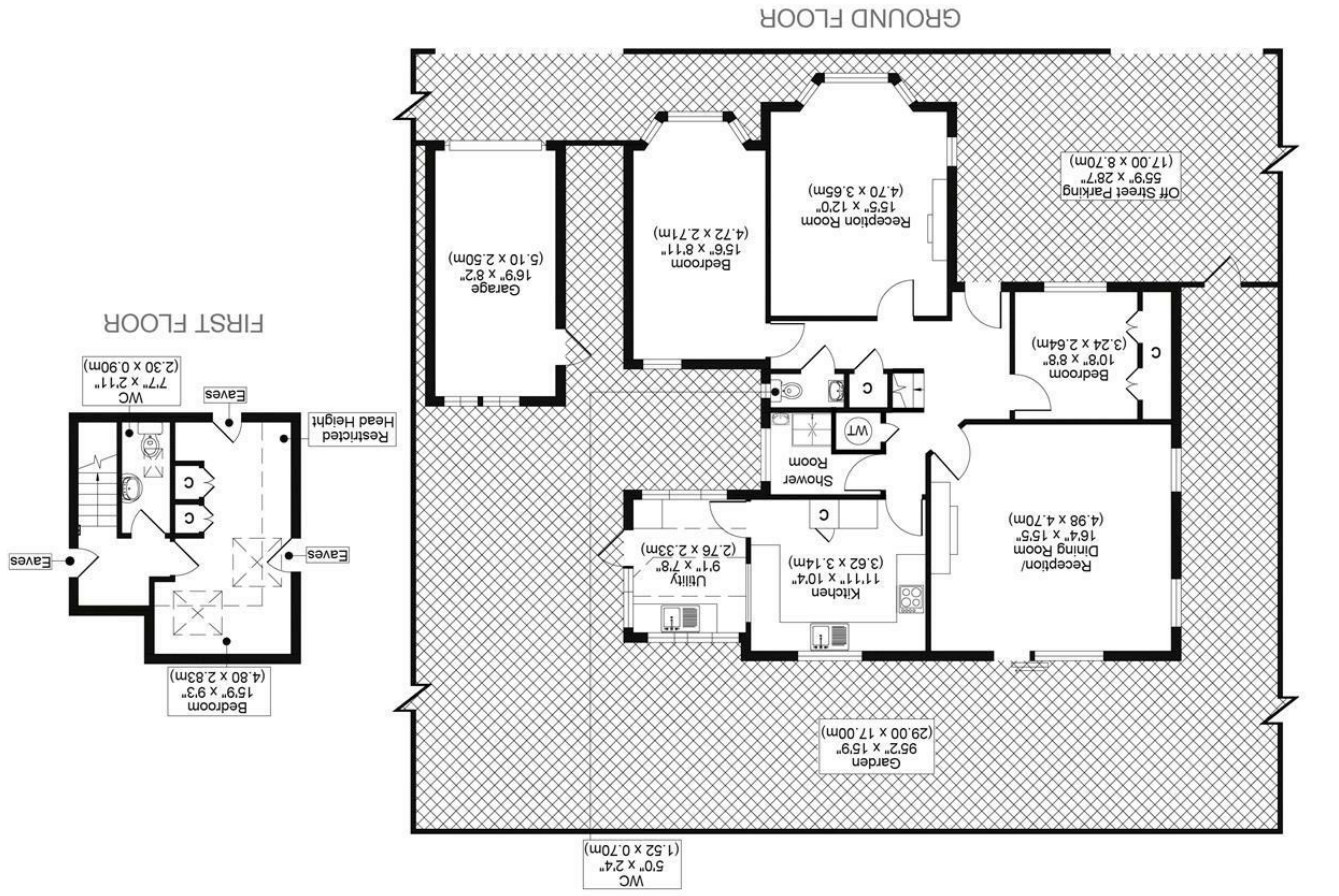 WC
5'0" x 2'4"
(1.52 x 0.70m)
Garden
95'2" x 15'9"
(29.00 x 17.00m)
Reception/
Dining Room
16'4" x 15'5"
(4.98 x 4.70m)
Kitchen
11'11" x 10'4"
(3.62 x 3.14m)
C
Utility
9'1" x 7'8"
(2.76 x 2.33m)
Shower
Room
WT
C
C
Bedroom
10'8" x 8'8"
(3.24 x 2.64m)
Off Street Parking
55'9" x 28'7"
(17.00 x 8.70m)
Reception Room
15'5" x 12'0"
(4.70 x 3.65m)
Bedroom
15'6" x 8'11"
(4.72 x 2.71m)
Garage
16'9" x 8'2"
(5.10 x 2.50m)
GROUND FLOOR
Bedroom
15'9" x 9'3"
(4.80 x 2.83m)
Eaves
Eaves
C
C
Restricted
Head Height
Eaves
WC
7'7" x 2'11"
(2.30 x 0.90m)
FIRST FLOOR